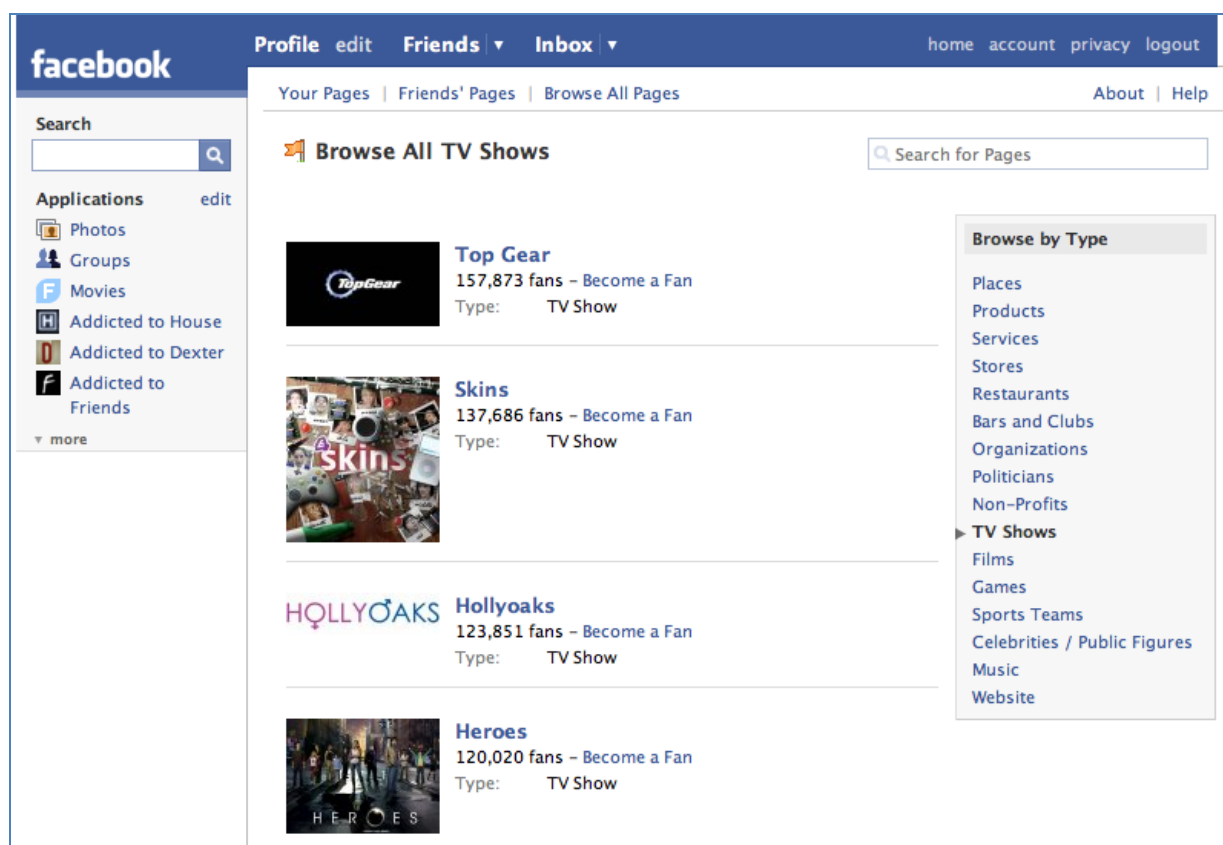 facebook
Profile edit Friends ▼ Inbox ▼ home account privacy logout
Search
Applications edit
Photos
Groups
Movies
Addicted to House
Addicted to Dexter
Addicted to
Friends
▼ more
Your Pages | Friends' Pages | Browse All Pages About | Help
Browse All TV Shows
Search for Pages
TopGear
Top Gear
157,873 fans – Become a Fan
Type: TV Show
skins
Skins
137,686 fans – Become a Fan
Type: TV Show
HOLLYOAKS
Hollyoaks
123,851 fans – Become a Fan
Type: TV Show
HEROES
Heroes
120,020 fans – Become a Fan
Type: TV Show
Browse by Type
Places
Products
Services
Stores
Restaurants
Bars and Clubs
Organizations
Politicians
Non-Profits
TV Shows
Films
Games
Sports Teams
Celebrities / Public Figures
Music
Website